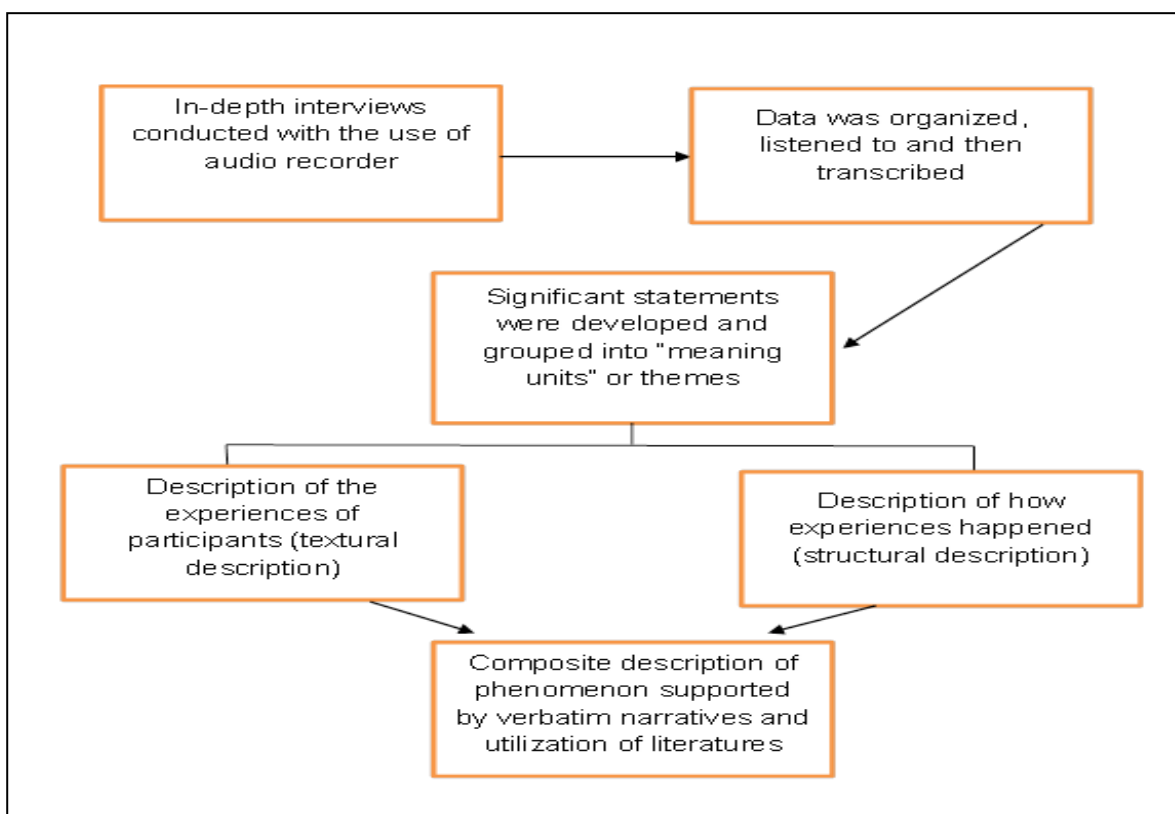 In-depth interviews
conducted with the use of
audio recorder
Data was organized,
listened to and then
transcribed
Significant statements
were developed and
grouped into "meaning
units" or themes
Description of the
experiences of
participants (textural
description)
Description of how
experiences happened
(structural description)
Composite description of
phenomenon supported
by verbatim narratives and
utilization of literatures